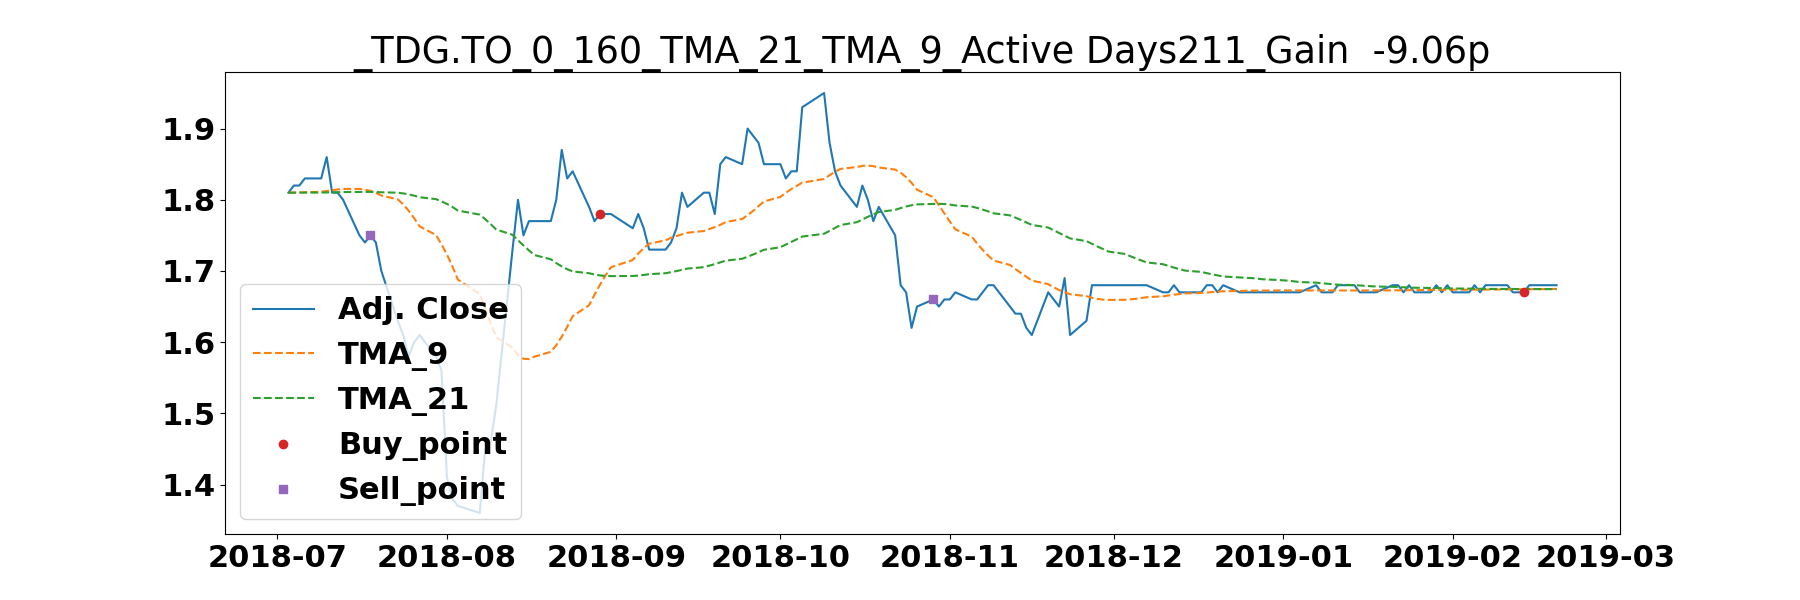 _TDG.TO_0_160_TMA_21_TMA_9_Active Days211_Gain  -9.06p
1.9
1.8
1.7
1.6
1.5
1.4
Adj. Close
TMA_9
TMA_21
Buy_point
Sell_point
2018-07 2018-08 2018-09 2018-10 2018-11 2018-12 2019-01 2019-02 2019-03